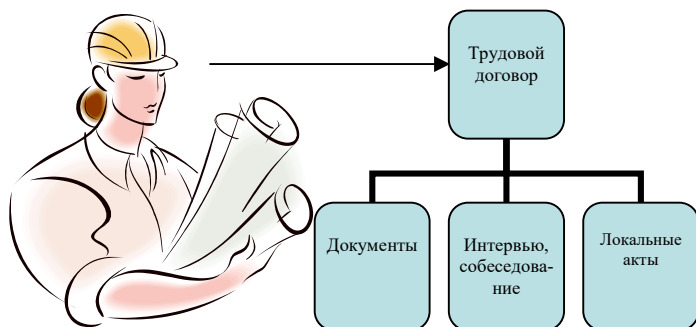 Трудовой
договор
Документы
Интервью,
собеседова-
ние
Локальные
акты